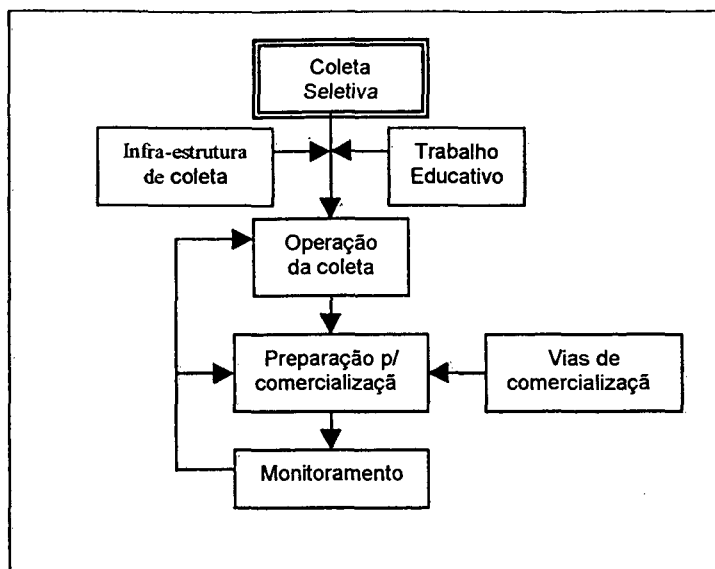 Coleta
Seletiva
Infra-estrutura
de coleta
Trabalho
Educativo
Operação
da coleta
Preparação p/
comercializaçã
Vias de
comercializaçã
Monitoramento